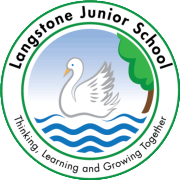 Langstone Junior School
Thinking, Learning and Growing Together